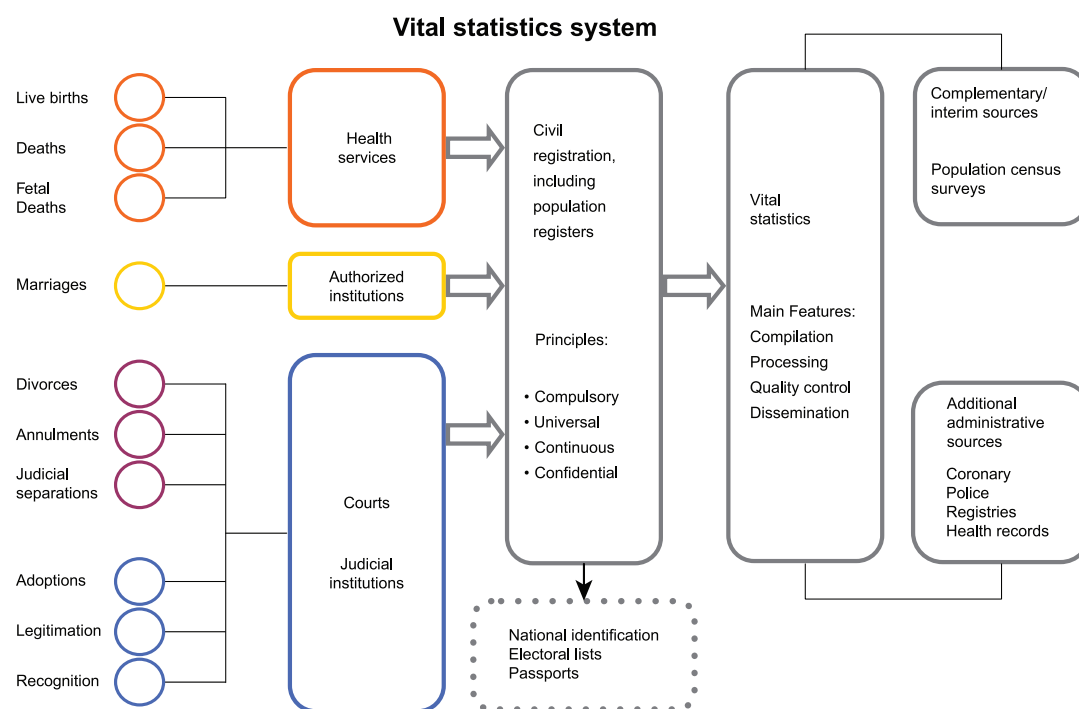 Vital statistics system
Live births
Deaths
Fetal
Deaths
Marriages
Divorces
Annulments
Judicial
separations
Adoptions
Legitimation
Recognition
Health
services
Authorized
institutions
Courts
Judicial
institutions
Civil
registration,
including
population
registers
Principles:
• Compulsory
• Universal
• Continuous
• Confidential
National identification
Electoral lists
Passports
Vital
statistics
Main Features:
Compilation
Processing
Quality control
Dissemination
Complementary/
interim sources
Population census
surveys
Additional
administrative
sources
Coronary
Police
Registries
Health records